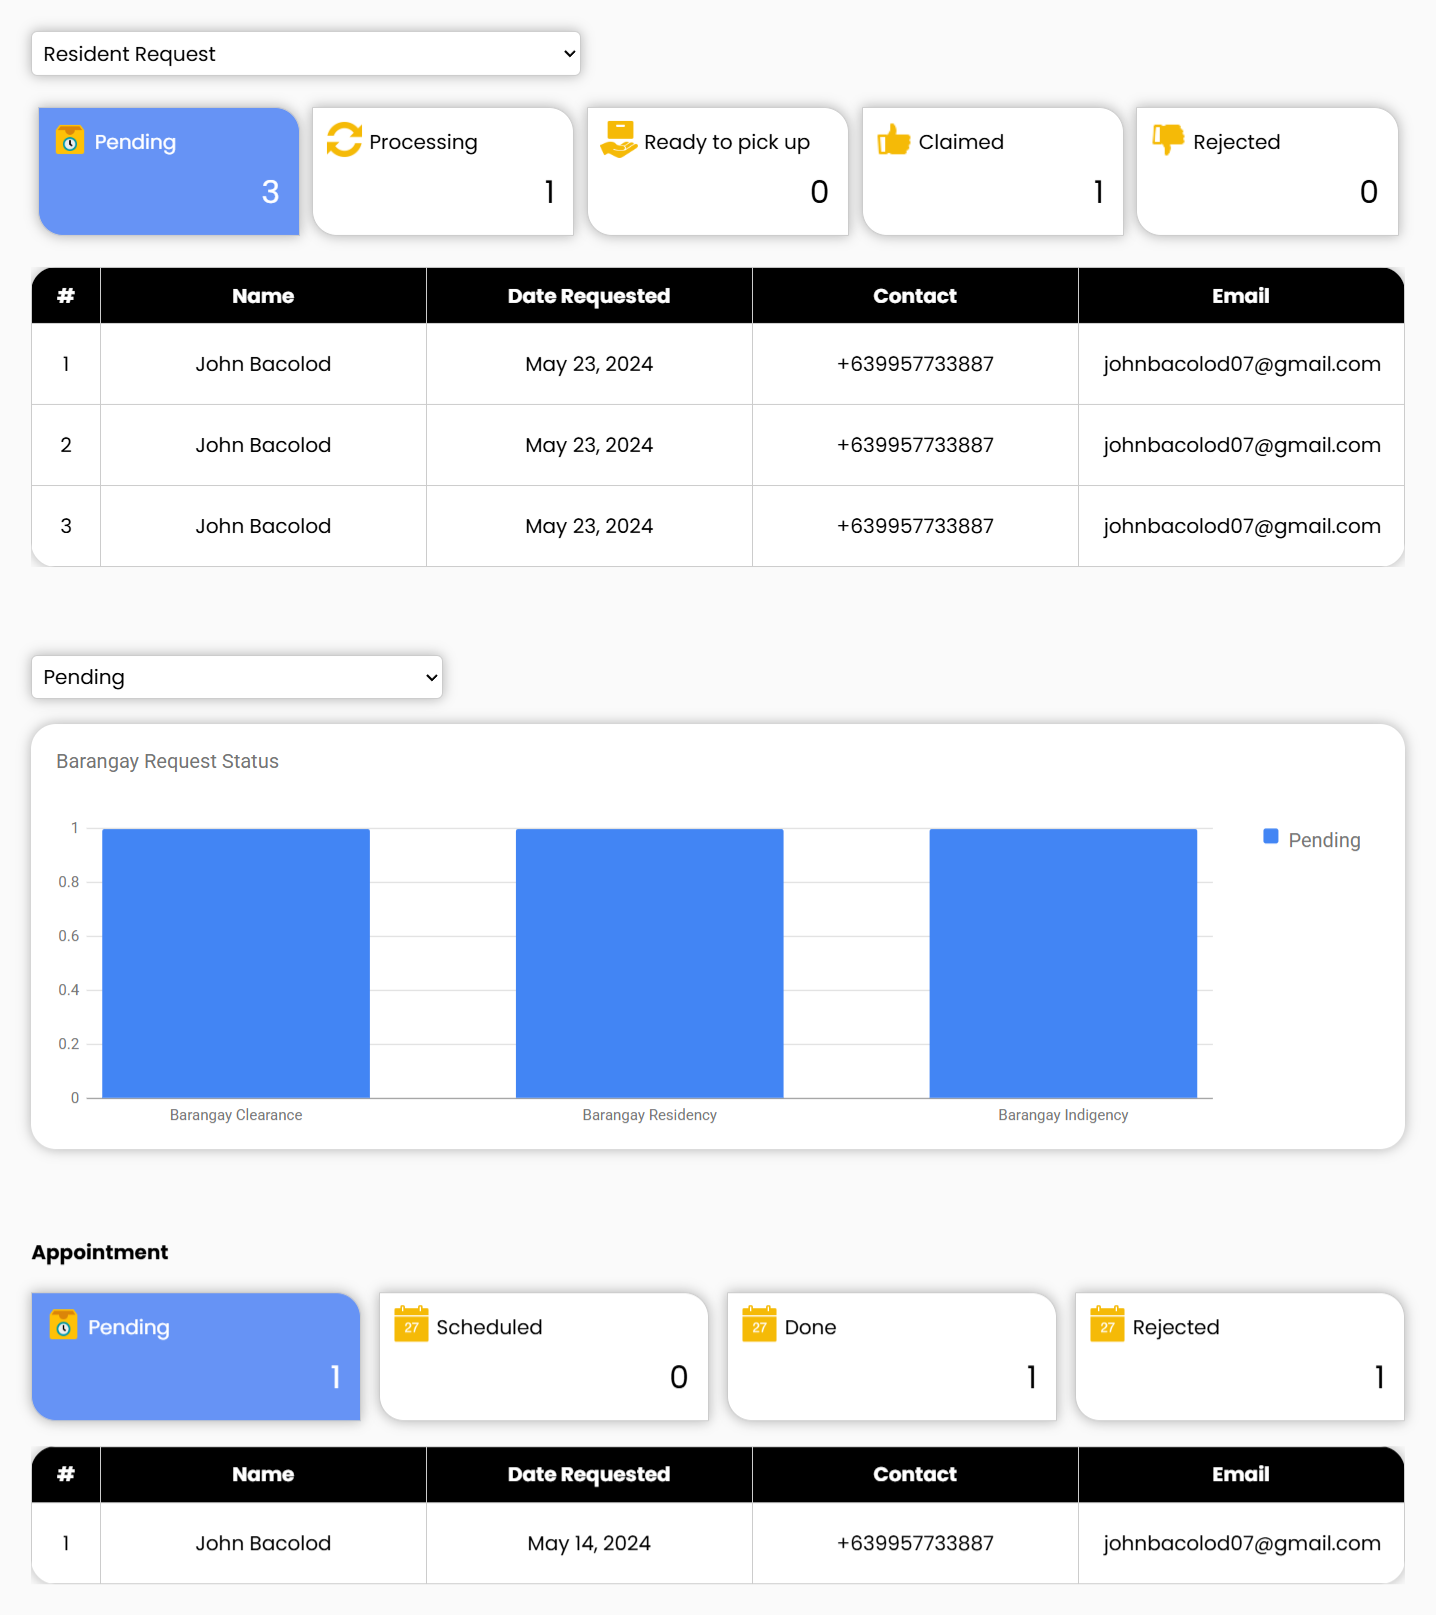 Resident Request
Pending
3
Processing
1
Ready to pick up
0
Claimed
1
Rejected
0
# Name Date Requested Contact Email
1 John Bacolod May 23, 2024 +639957733887 johnbacolod07@gmail.com
2 John Bacolod May 23, 2024 +639957733887 johnbacolod07@gmail.com
3 John Bacolod May 23, 2024 +639957733887 johnbacolod07@gmail.com
Pending
Barangay Request Status
1
0.8
0.6
0.4
0.2
0
Barangay Clearance
Barangay Residency
Barangay Indigency
Pending
Appointment
Pending
1
27 Scheduled
0
27 Done
1
27 Rejected
1
# Name Date Requested Contact Email
1 John Bacolod May 14, 2024 +639957733887 johnbacolod07@gmail.com